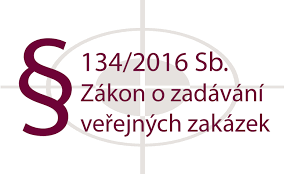 § 134/2016 Sb.
Zákon o zadávání
veřejných zakázek